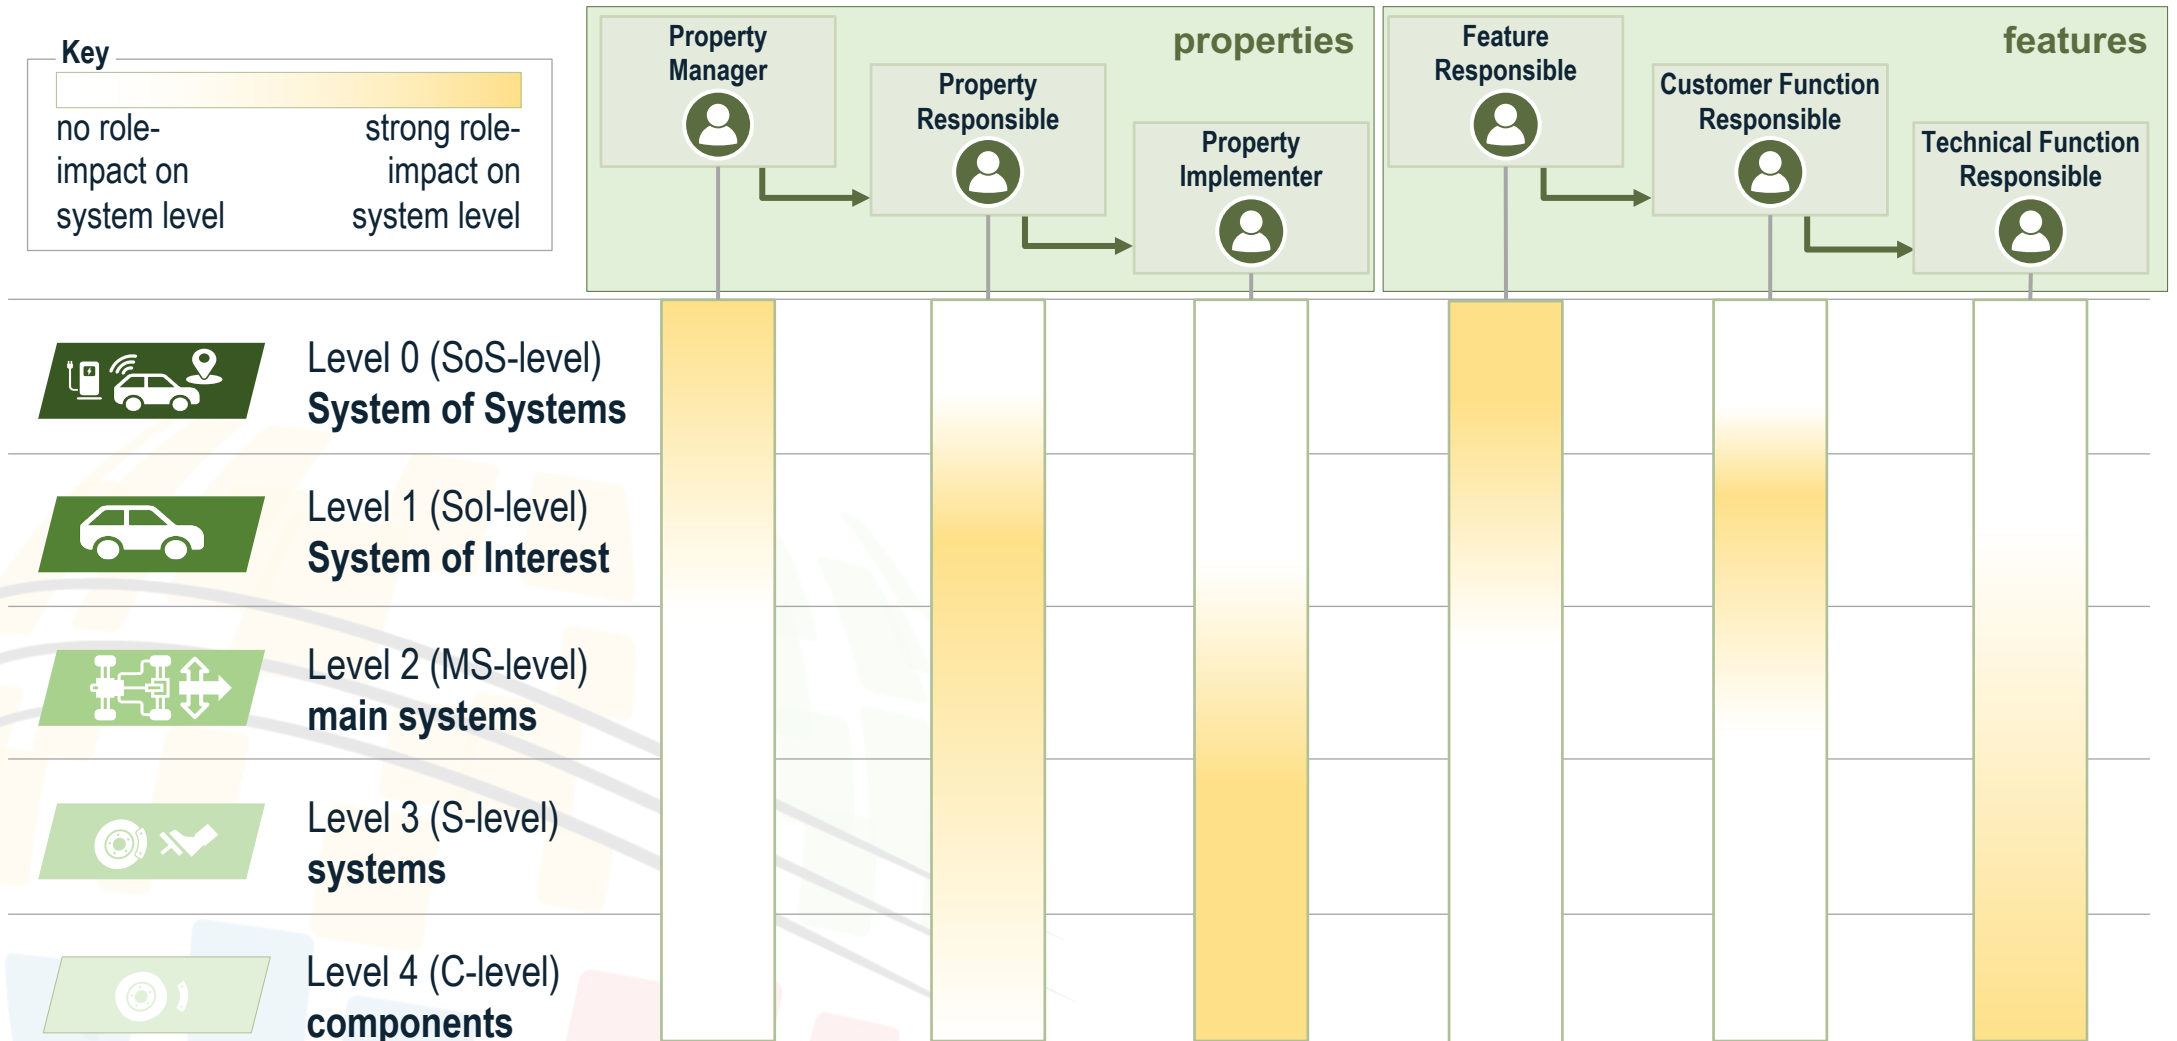 Key
no role-
impact on
system level
strong role-
impact on
system level
properties
Property
Manager
Property
Responsible
Property
Implementer
features
Feature
Responsible
Customer Function
Responsible
Technical Function
Responsible
Level 0 (SoS-level)
System of Systems
Level 1 (SoI-level)
System of Interest
Level 2 (MS-level)
main systems
Level 3 (S-level)
systems
Level 4 (C-level)
components